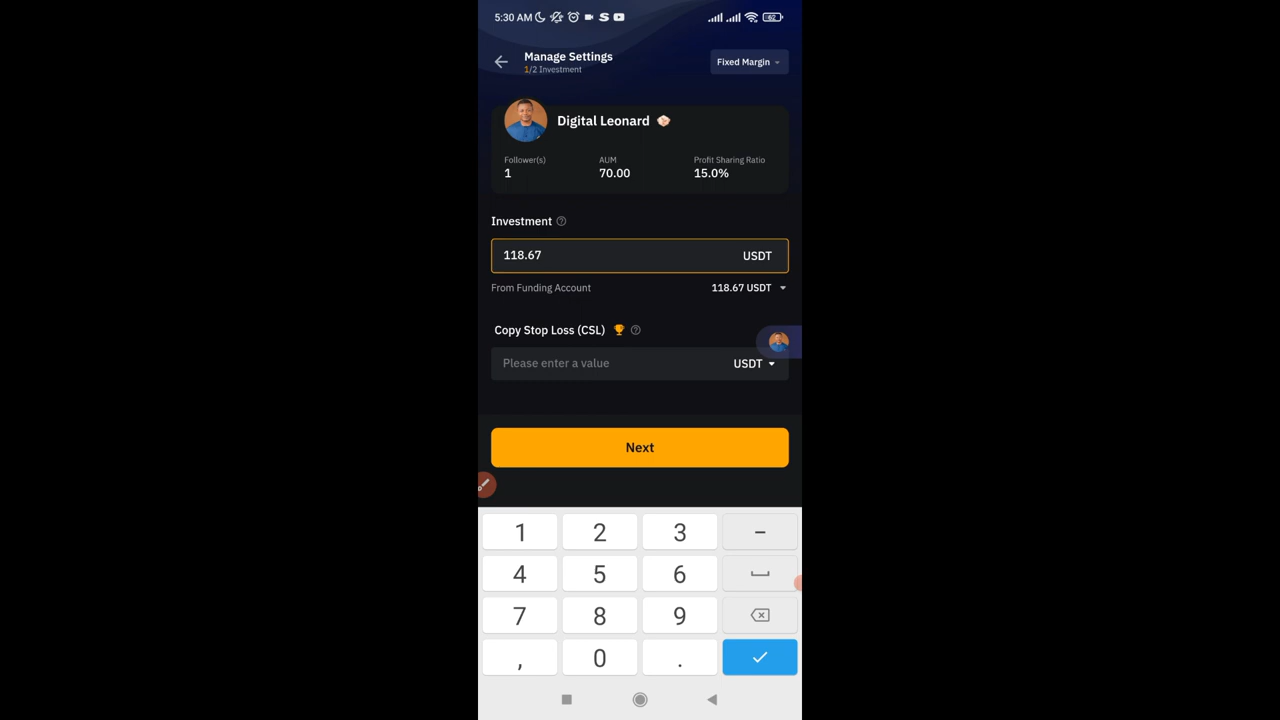 5:30 AM
62
Manage Settings
1/2 Investment
Fixed Margin
Digital Leonard
Follower(s) AUM Profit Sharing Ratio
1 70.00 15.0%
Investment
118.67 USDT
From Funding Account 118.67 USDT
Copy Stop Loss (CSL)
Please enter a value USDT
Next
1 2 3 -
4 5 6
7 8 9
, 0 .